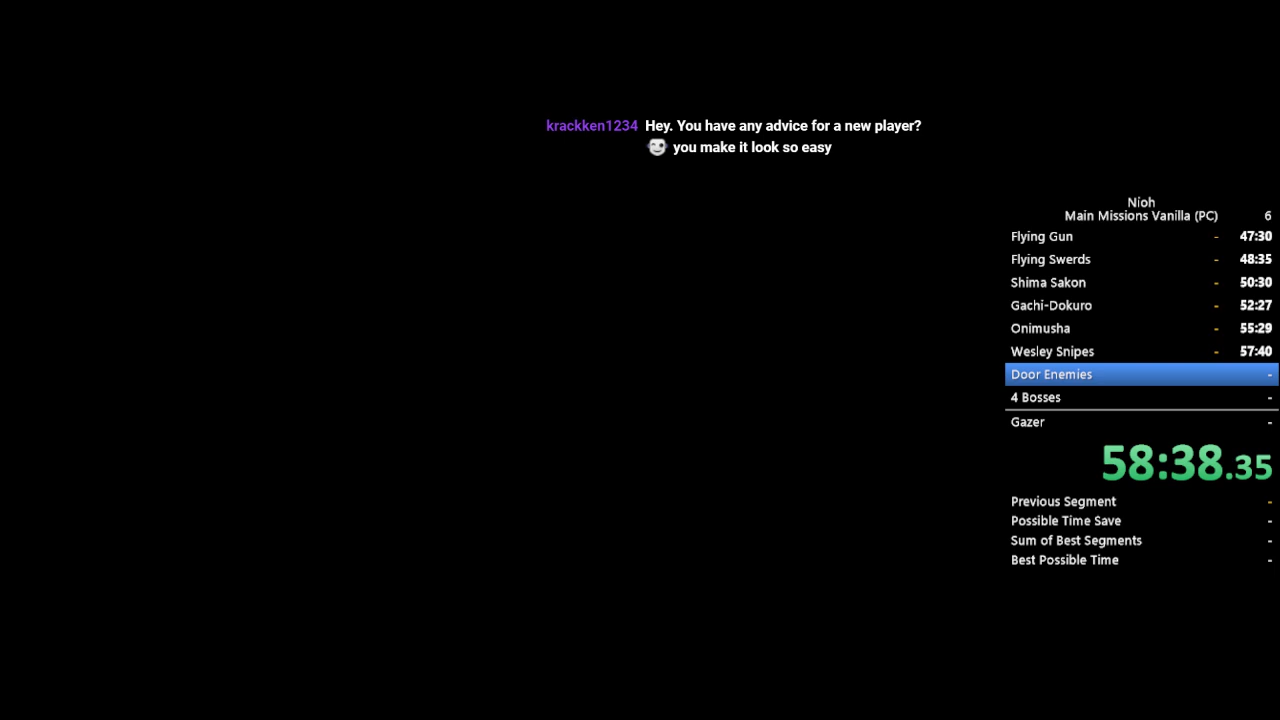 krackken1234 Hey. You have any advice for a new player?
you make it look so easy
Nioh
Main Missions Vanilla (PC) 6
Flying Gun - 47:30
Flying Swerds - 48:35
Shima Sakon - 50:30
Gachi-Dokuro - 52:27
Onimusha - 55:29
Wesley Snipes - 57:40
Door Enemies -
4 Bosses -
Gazer -
58:38.35
Previous Segment -
Possible Time Save -
Sum of Best Segments -
Best Possible Time -